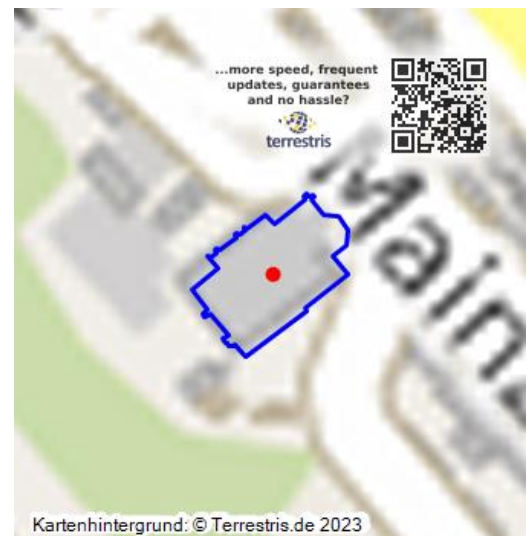 ...more speed, frequent
updates, guarantees
and no hassle?
terrestris
Main
Kartenhintergrund: © Terrestris.de 2023